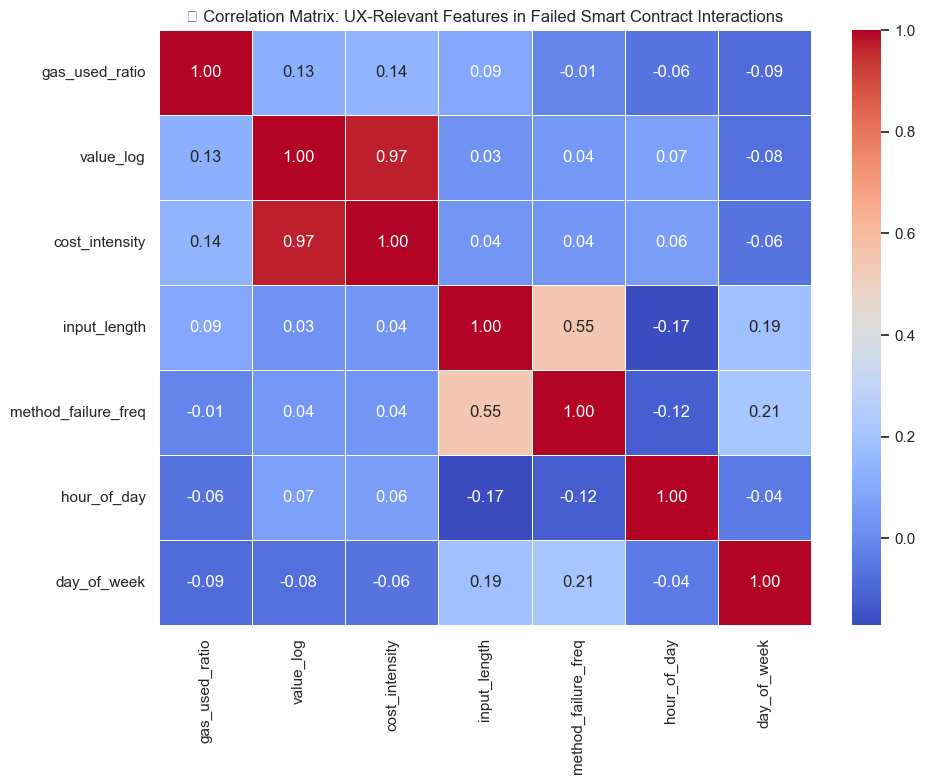 Correlation Matrix: UX-Relevant Features in Failed Smart Contract Interactions
gas_used_ratio 1.00 0.13 0.14 0.09 -0.01 -0.06 -0.09
value_log 0.13 1.00 0.97 0.03 0.04 0.07 -0.08
cost_intensity 0.14 0.97 1.00 0.04 0.04 0.06 -0.06
input_length 0.09 0.03 0.04 1.00 0.55 -0.17 0.19
method_failure_freq -0.01 0.04 0.04 0.55 1.00 -0.12 0.21
hour_of_day -0.06 0.07 0.06 -0.17 -0.12 1.00 -0.04
day_of_week -0.09 -0.08 -0.06 0.19 0.21 -0.04 1.00
gas_used_ratio
value_log
cost_intensity
input_length
method_failure_freq
hour_of_day
day_of_week
1.0
0.8
0.6
0.4
0.2
0.0